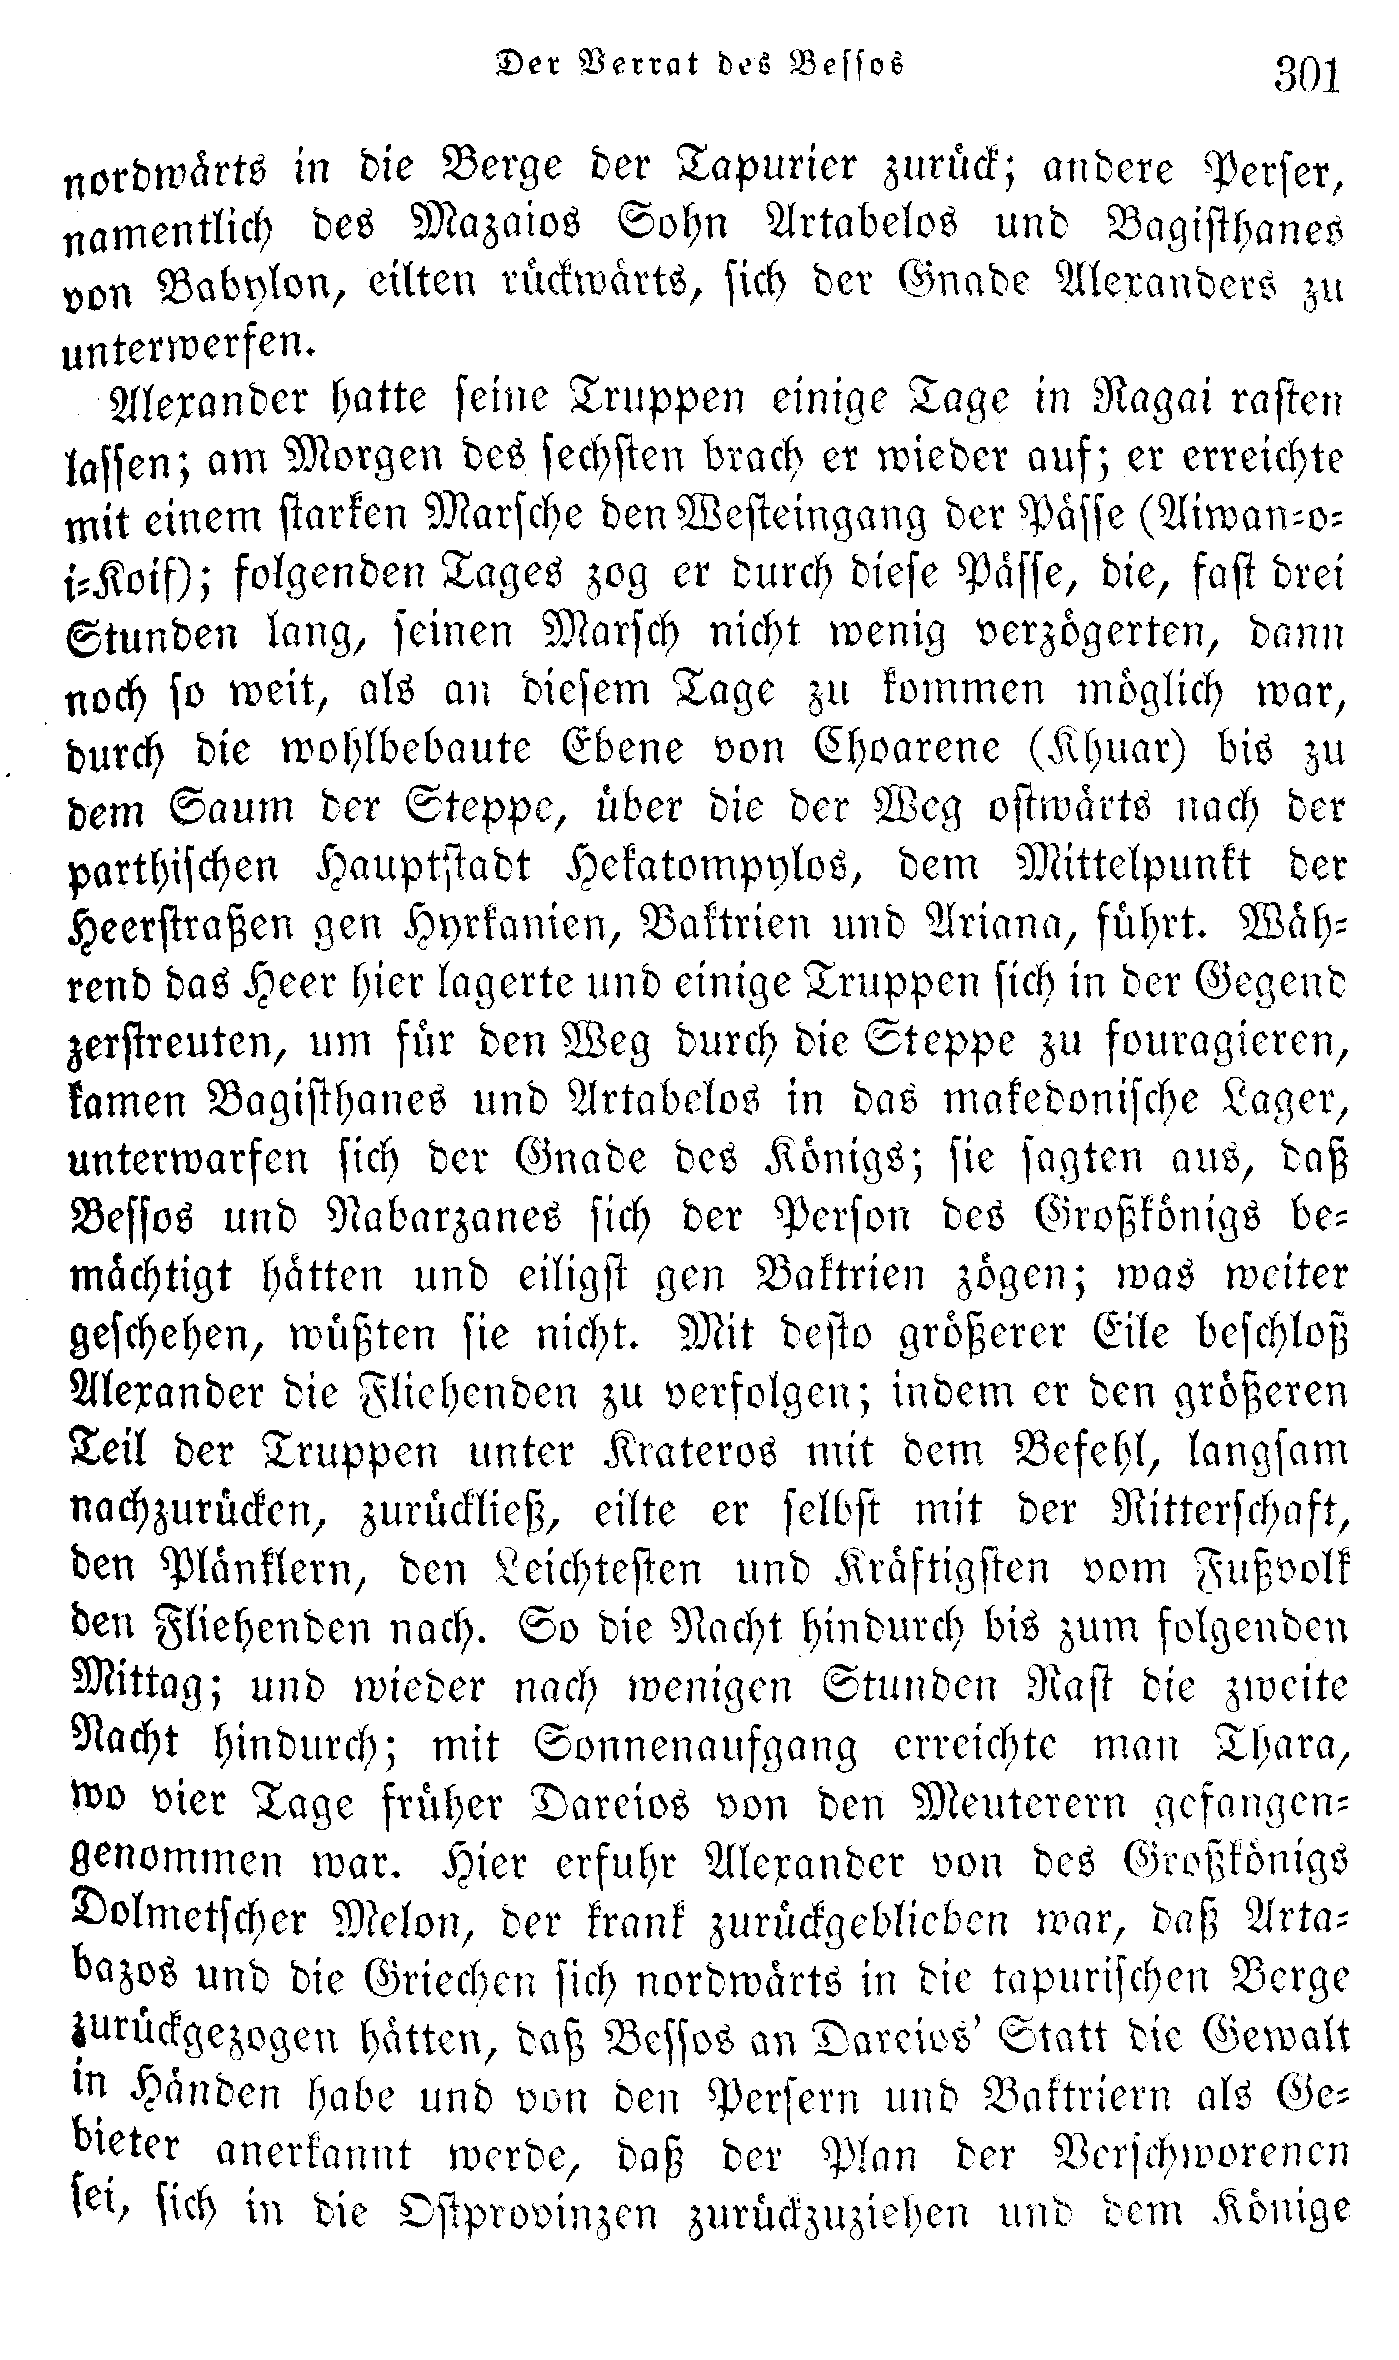 Der Verrat des Bessos 301
nordwärts in die Berge der Tapurier zurück; andere Perser,
namentlich des Mazaios Sohn Artabelos und Bagisthanes
von Babylon, eilten rückwärts, sich der Gnade Alexanders zu
unterwerfen.
Alexander hatte seine Truppen einige Tage in Ragai rasten
lassen; am Morgen des sechsten brach er wieder auf; er erreichte
mit einem starken Marsche den Westeingang der Pässe (Aiwan-o-
i-Koif); folgenden Tages zog er durch diese Pässe, die, fast drei
Stunden lang, seinen Marsch nicht wenig verzögerten, dann
noch so weit, als an diesem Tage zu kommen möglich war,
durch die wohlbebaute Ebene von Choarene (Khuar) bis zu
dem Saum der Steppe, über die der Weg ostwärts nach der
parthischen Hauptstadt Hekatompylos, dem Mittelpunkt der
Heerstraßen gen Hyrkanien, Baktrien und Ariana, führt. Wäh-
rend das Heer hier lagerte und einige Truppen sich in der Gegend
zerstreuten, um für den Weg durch die Steppe zu fouragieren,
kamen Bagisthanes und Artabelos in das makedonische Lager,
unterwarfen sich der Gnade des Königs; sie sagten aus, daß
Bessos und Nabarzanes sich der Person des Großkönigs be-
mächtigt hätten und eiligst gen Baktrien zögen; was weiter
geschehen, wüßten sie nicht. Mit desto größerer Eile beschloß
Alexander die Fliehenden zu verfolgen; indem er den größeren
Teil der Truppen unter Krateros mit dem Befehl, langsam
nachzurücken, zurückließ, eilte er selbst mit der Ritterschaft,
den Plänklern, den Leichtesten und Kräftigsten vom Fußvolk
den Fliehenden nach. So die Nacht hindurch bis zum folgenden
Mittag; und wieder nach wenigen Stunden Rast die zweite
Nacht hindurch; mit Sonnenaufgang erreichte man Thara,
wo vier Tage früher Dareios von den Meuterern gefangen-
genommen war. Hier erfuhr Alexander von des Großkönigs
Dolmetscher Melon, der krank zurückgeblieben war, daß Arta-
bazos und die Griechen sich nordwärts in die tapurischen Berge
zurückgezogen hätten, daß Bessos an Dareios' Statt die Gewalt
in Händen habe und von den Persern und Baktriern als Ge-
bieter anerkannt werde, daß der Plan der Verschworenen
sei, sich in die Ostprovinzen zurückzuziehen und dem Könige